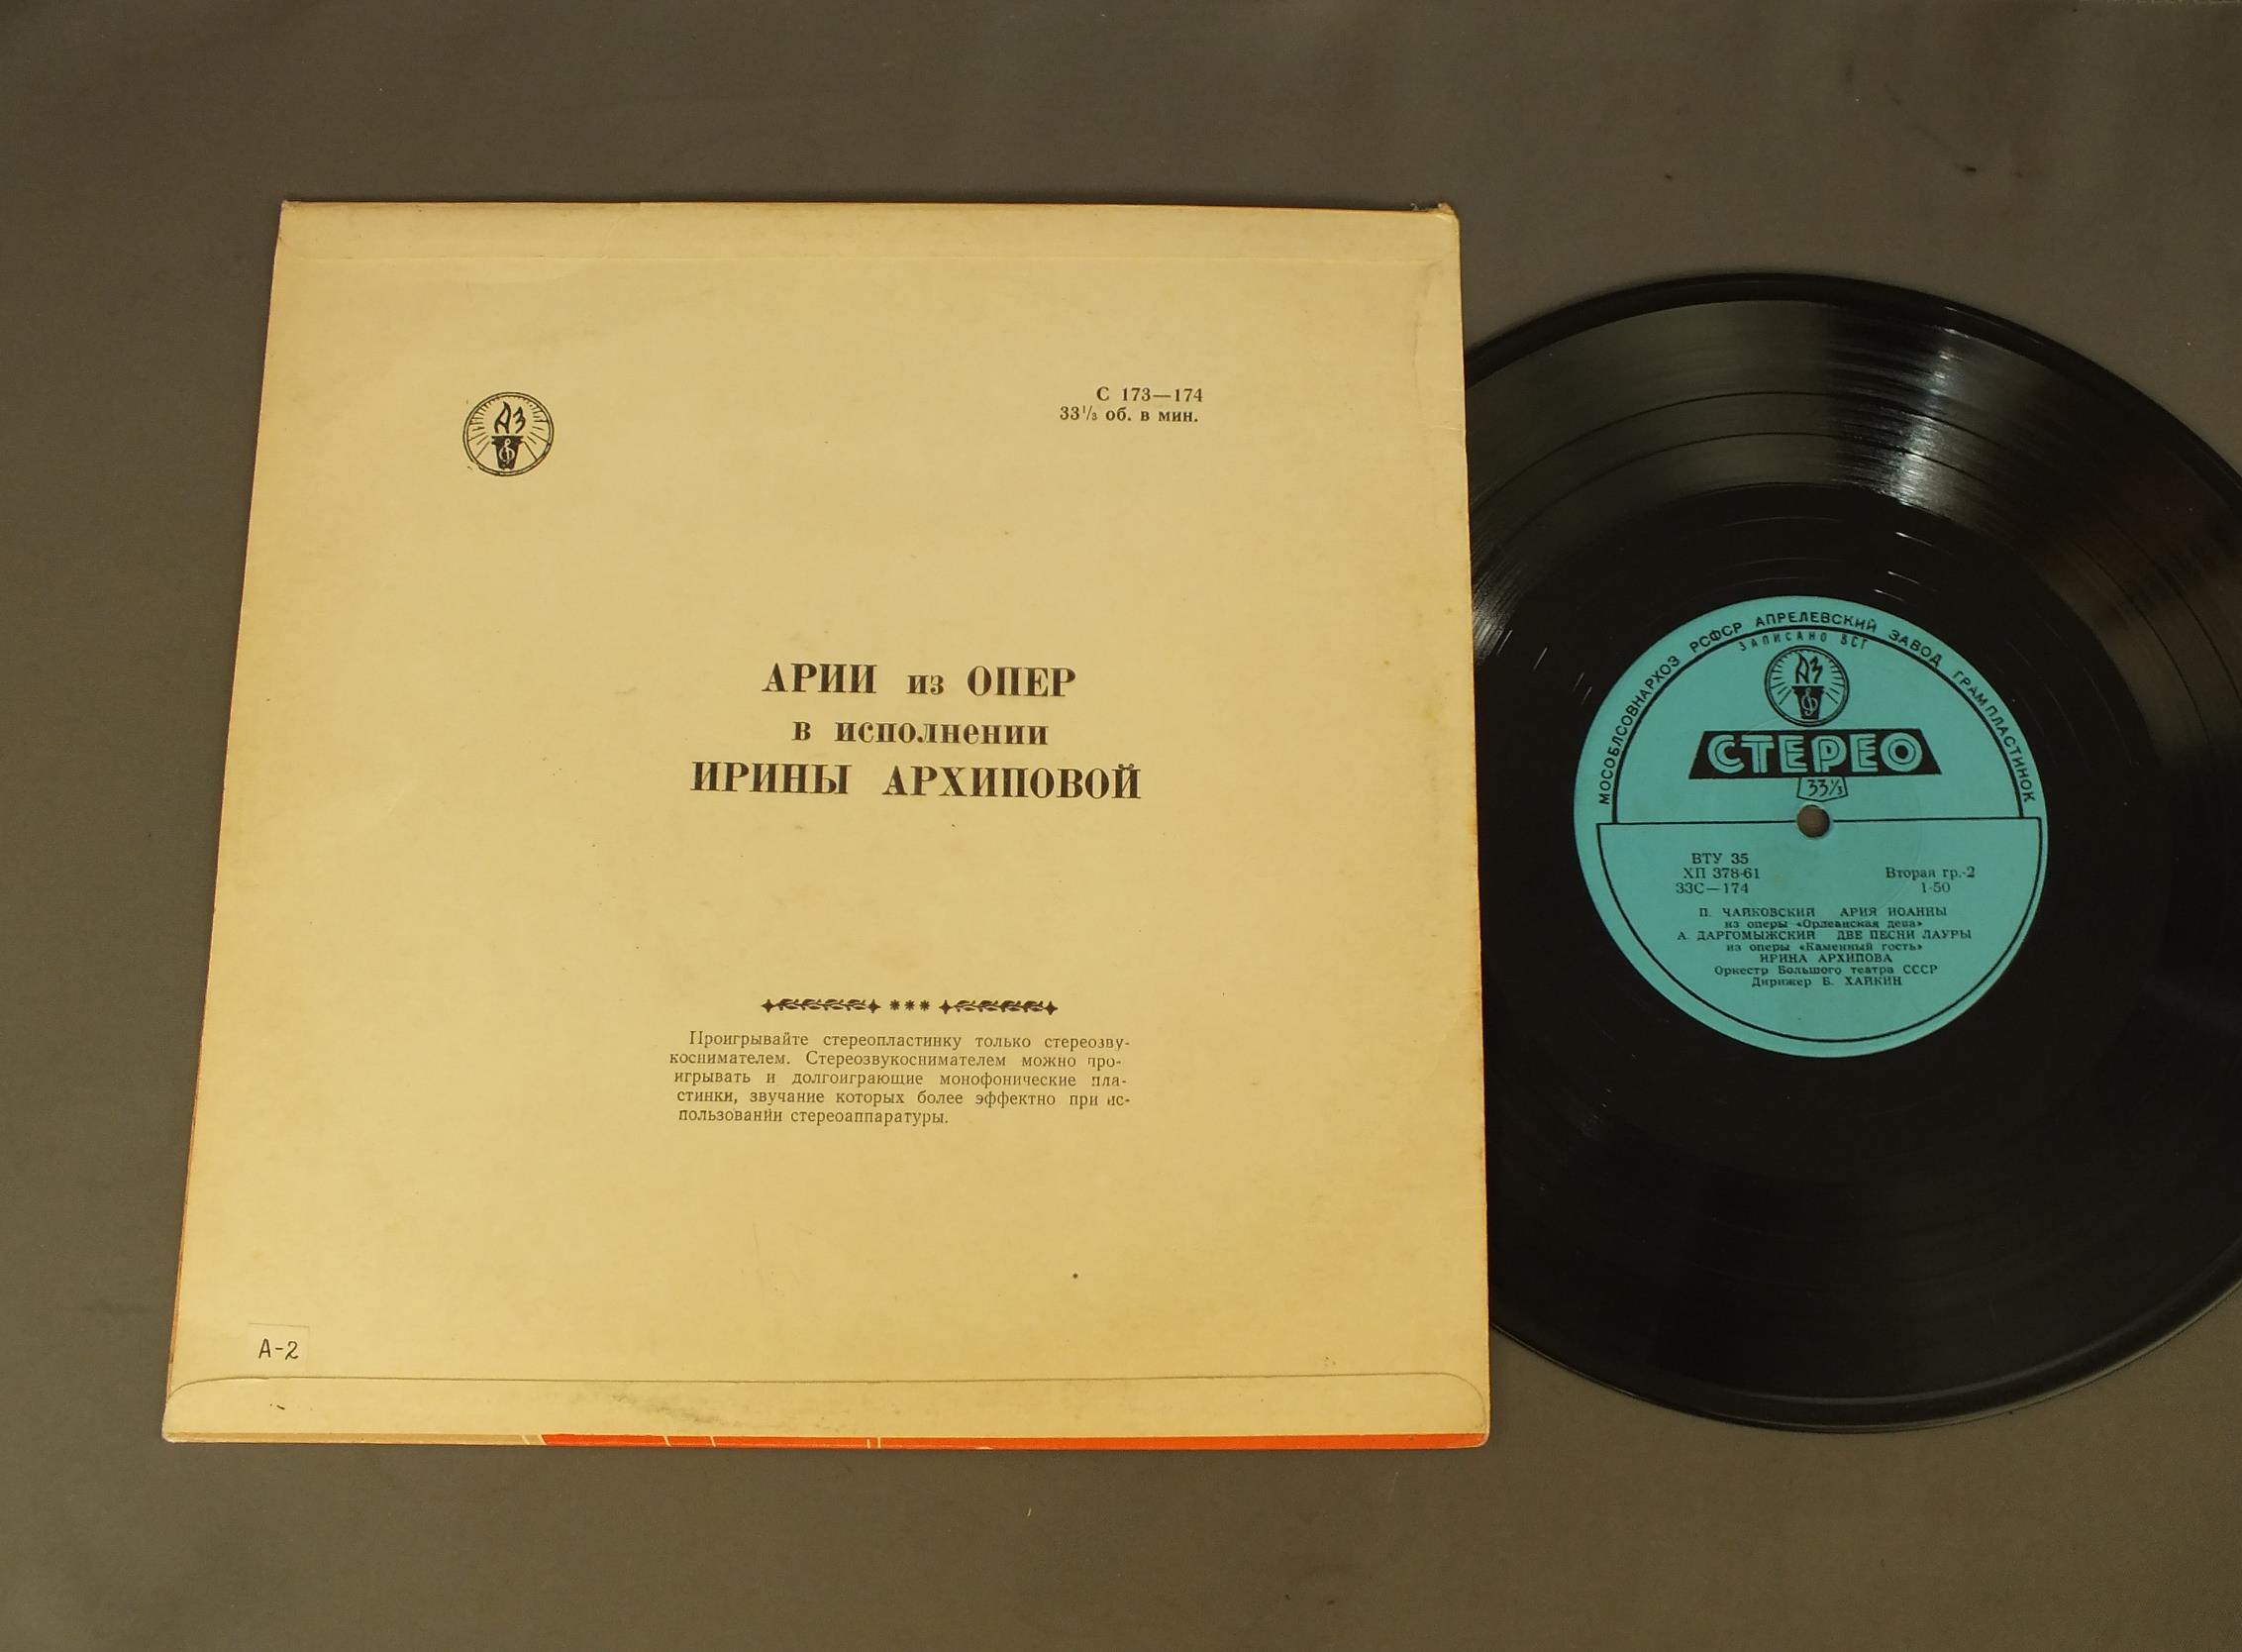 АЗ
С 173—174
33 1/3 об. в мин.
АРИИ из ОПЕР
в исполнении
ИРИНЫ АРХИПОВОЙ
Проигрывайте стереопластинку только стереозву-
коснимателем. Стереозвукоснимателем можно про-
игрывать и долгоиграющие монофонические пла-
стинки, звучание которых более эффектно при ис-
пользовании стереоаппаратуры.
А-2
МОСОБЛСОВНАРХОЗ РСФСР АПРЕЛЕВСКИЙ ЗАВОД ГРАМПЛАСТИНОК
ЗАПИСАНО ВСГ
АЗ
СТЕРЕО
33⅓
ВТУ 35
ХП 378-61 Вторая гр.-2
33С—174 1-50
П. ЧАЙКОВСКИЙ АРИЯ ИОАННЫ
из оперы «Орлеанская дева»
А. ДАРГОМЫЖСКИЙ ДВЕ ПЕСНИ ЛАУРЫ
из оперы «Каменный гость»
ИРИНА АРХИПОВА
Оркестр Большого театра СССР
Дирижер Б. ХАЙКИН